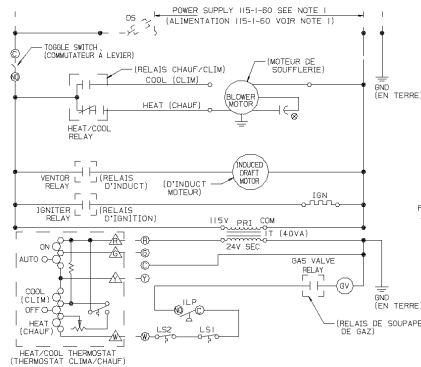 POWER SUPPLY 115-1-60 SEE NOTE 1
DS
(ALIMENTATION 115-1-60 VOIR NOTE 1)
C
TOGGLE SWITCH
(COMMUTATEUR À LEVIER)
NO
(RELAIS CHAUF/CLIM)
COOL (CLIM)
(MOTEUR DE
SOUFFLERIE)
BLOWER
MOTOR
HEAT (CHAUF)
C
GND
(EN TERRE)
HEAT/COOL
RELAY
VENTOR
RELAY
(RELAIS
D'INDUCT)
(D'INDUCT
MOTEUR)
INDUCED
DRAFT
MOTOR
IGNITER
RELAY
(RELAIS
D'IGNITION)
IGN
115V PRI COM
1T (40VA)
24V SEC
ON
AUTO
R R
G G
C
Y Y
GAS VALVE
RELAY
GV
COOL
(CLIM)
OFF
HEAT
(CHAUF)
ILP
NO C
GND
(EN TERRE)
(RELAIS DE SOUPAPE
DE GAZ)
W W
LS2 LS1
HEAT/COOL THERMOSTAT
(THERMOSTAT CLIMA/CHAUF)
F